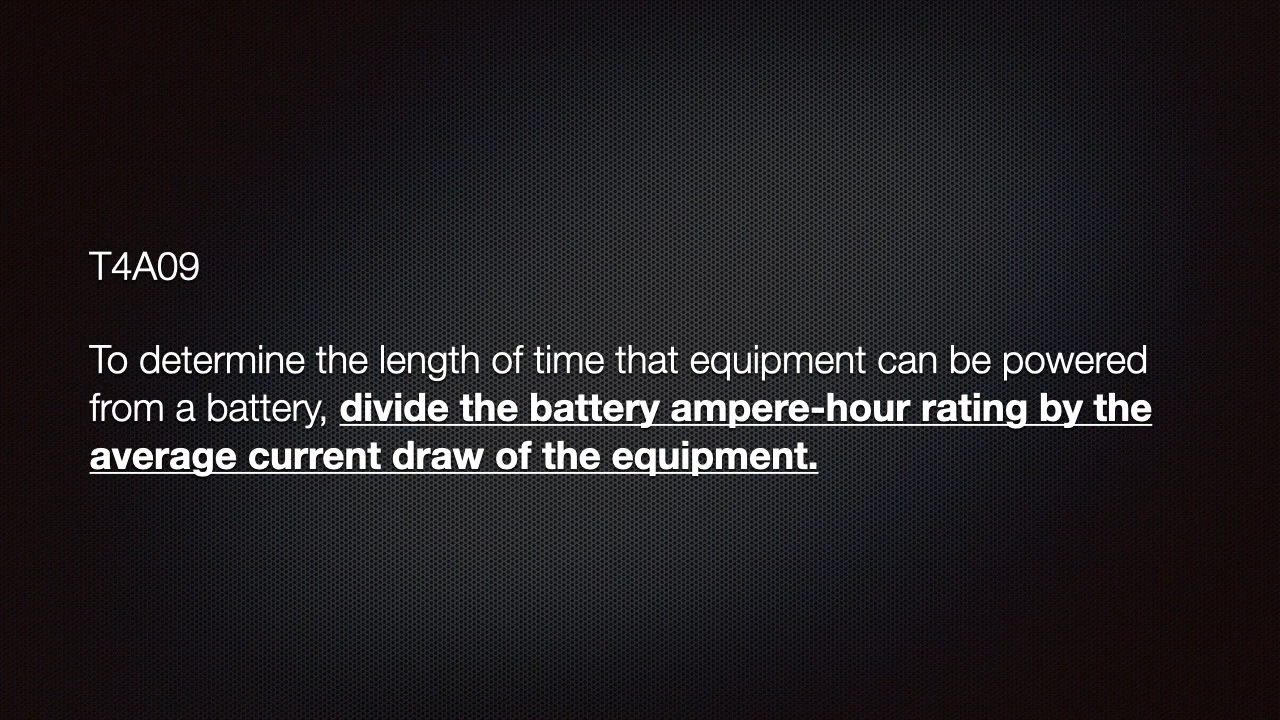 T4A09
To determine the length of time that equipment can be powered
from a battery, divide the battery ampere-hour rating by the
average current draw of the equipment.